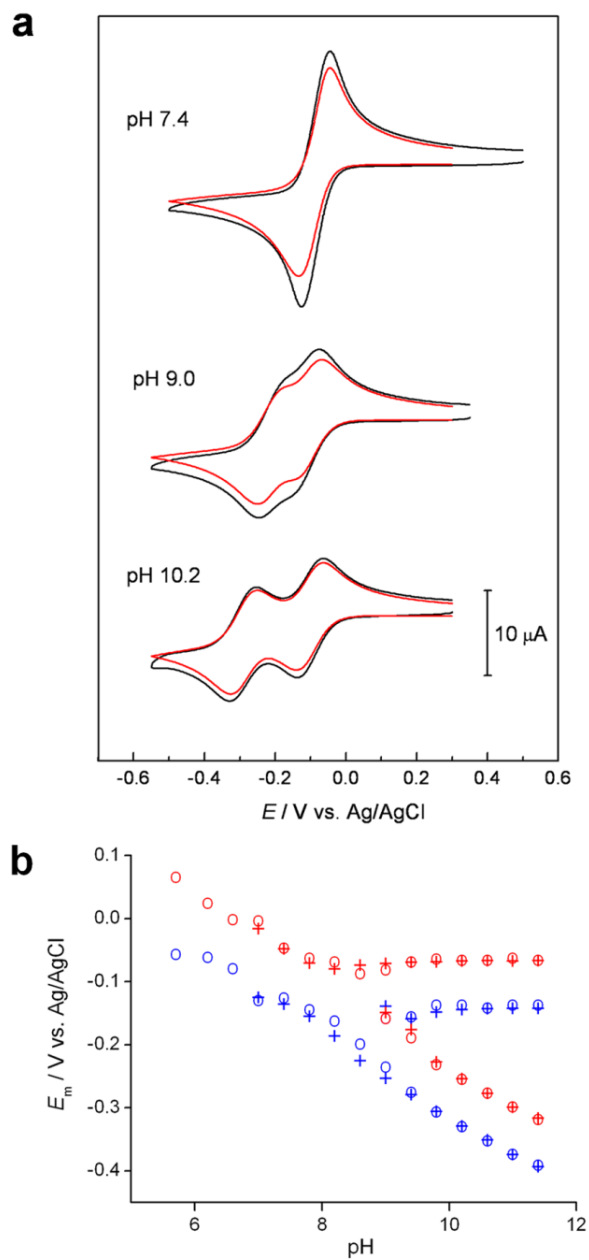 a
pH 7.4
pH 9.0
pH 10.2
10 μA
-0.6 -0.4 -0.2 0.0 0.2 0.4 0.6
E / V vs. Ag/AgCl
b
0.1
0.0
-0.1
-0.2
-0.3
-0.4
Em / V vs. Ag/AgCl
6 8 10 12
pH